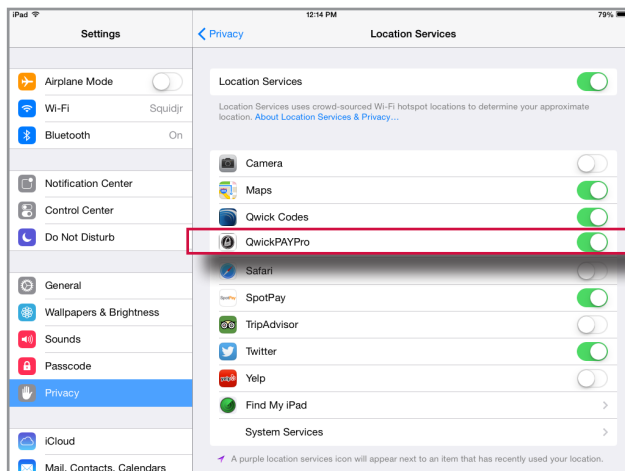 iPad 12:14 PM 79%
Settings
Privacy
Location Services
Airplane Mode
Wi-Fi Squidjr
Bluetooth On
Notification Center
Control Center
Do Not Disturb
General
Wallpapers & Brightness
Sounds
Passcode
Privacy
iCloud
Mail, Contacts, Calendars
Location Services
Location Services uses crowd-sourced Wi-Fi hotspot locations to determine your approximate
location. About Location Services & Privacy...
Camera
Maps
Qwick Codes
QwickPAYPro
Safari
SpotPay
SpotPay
TripAdvisor
Twitter
Yelp
Find My iPad
System Services
A purple location services icon will appear next to an item that has recently used your location.